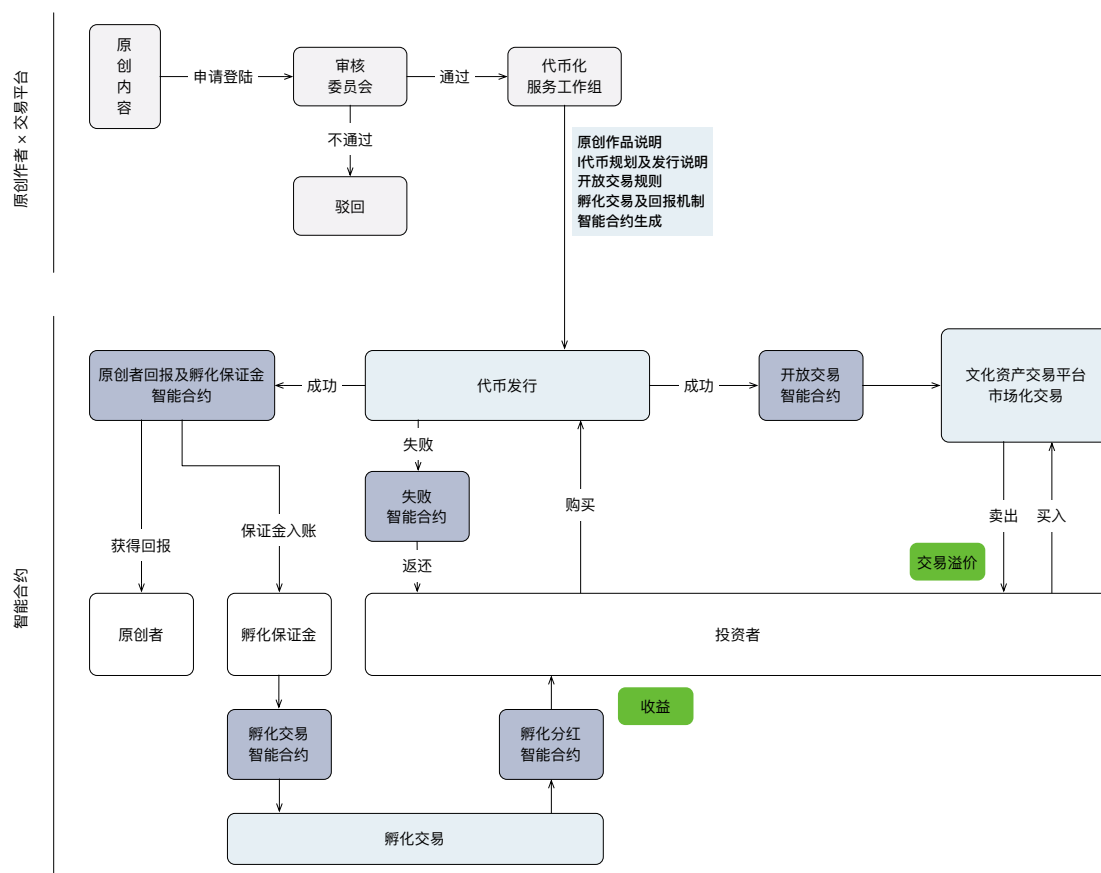 原创作者 × 交易平台
原
创
内
容
申请登陆
审核
委员会
通过
代币化
服务工作组
不通过
驳回
原创作品说明
I代币规划及发行说明
开放交易规则
孵化交易及回报机制
智能合约生成
智能合约
原创者回报及孵化保证金
智能合约
成功
代币发行
成功
开放交易
智能合约
文化资产交易平台
市场化交易
失败
失败
智能合约
返还
购买
卖出
买入
交易溢价
获得回报
保证金入账
原创者
孵化保证金
投资者
收益
孵化交易
智能合约
孵化分红
智能合约
孵化交易